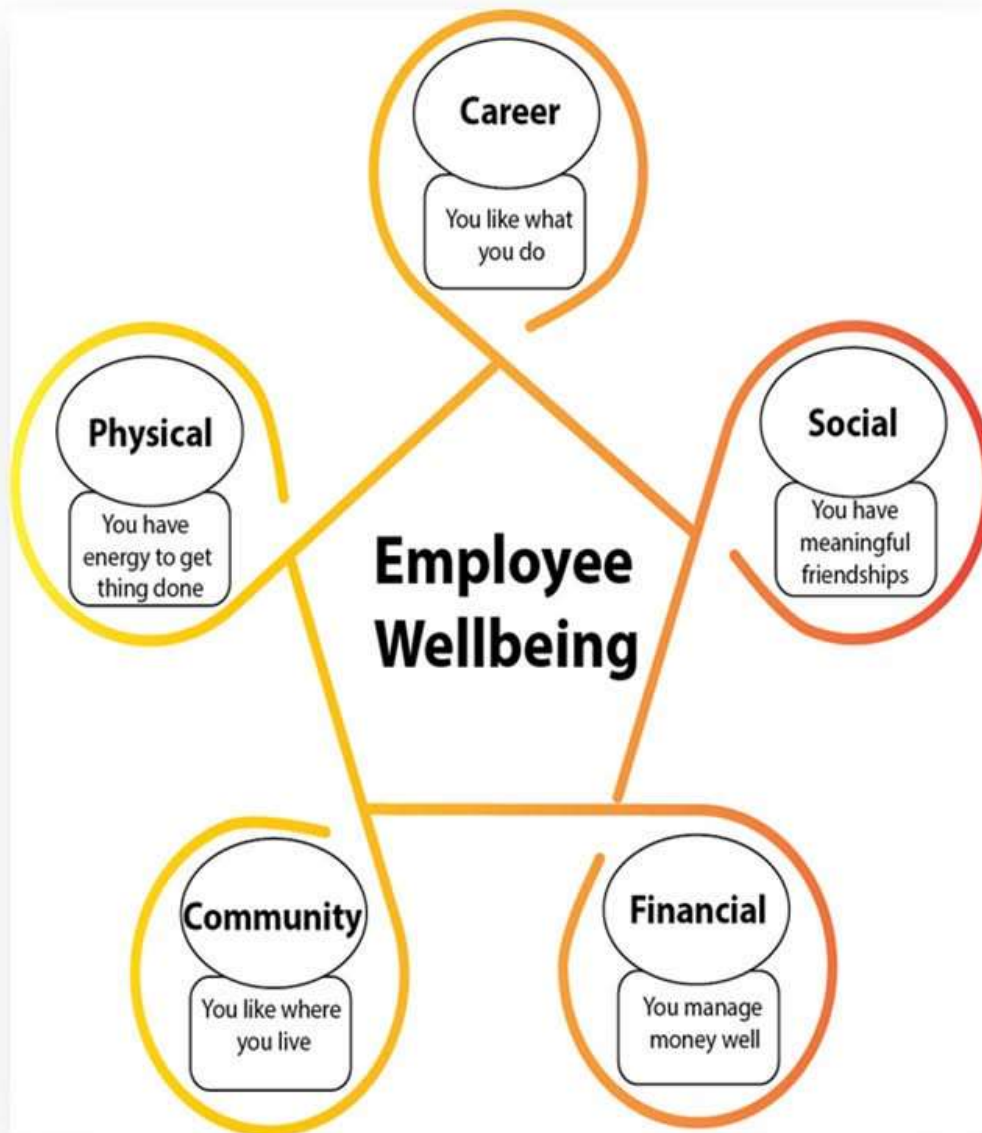 Career
You like what
you do
Physical
You have
energy to get
thing done
Social
You have
meaningful
friendships
Employee
Wellbeing
Community
You like where
you live
Financial
You manage
money well